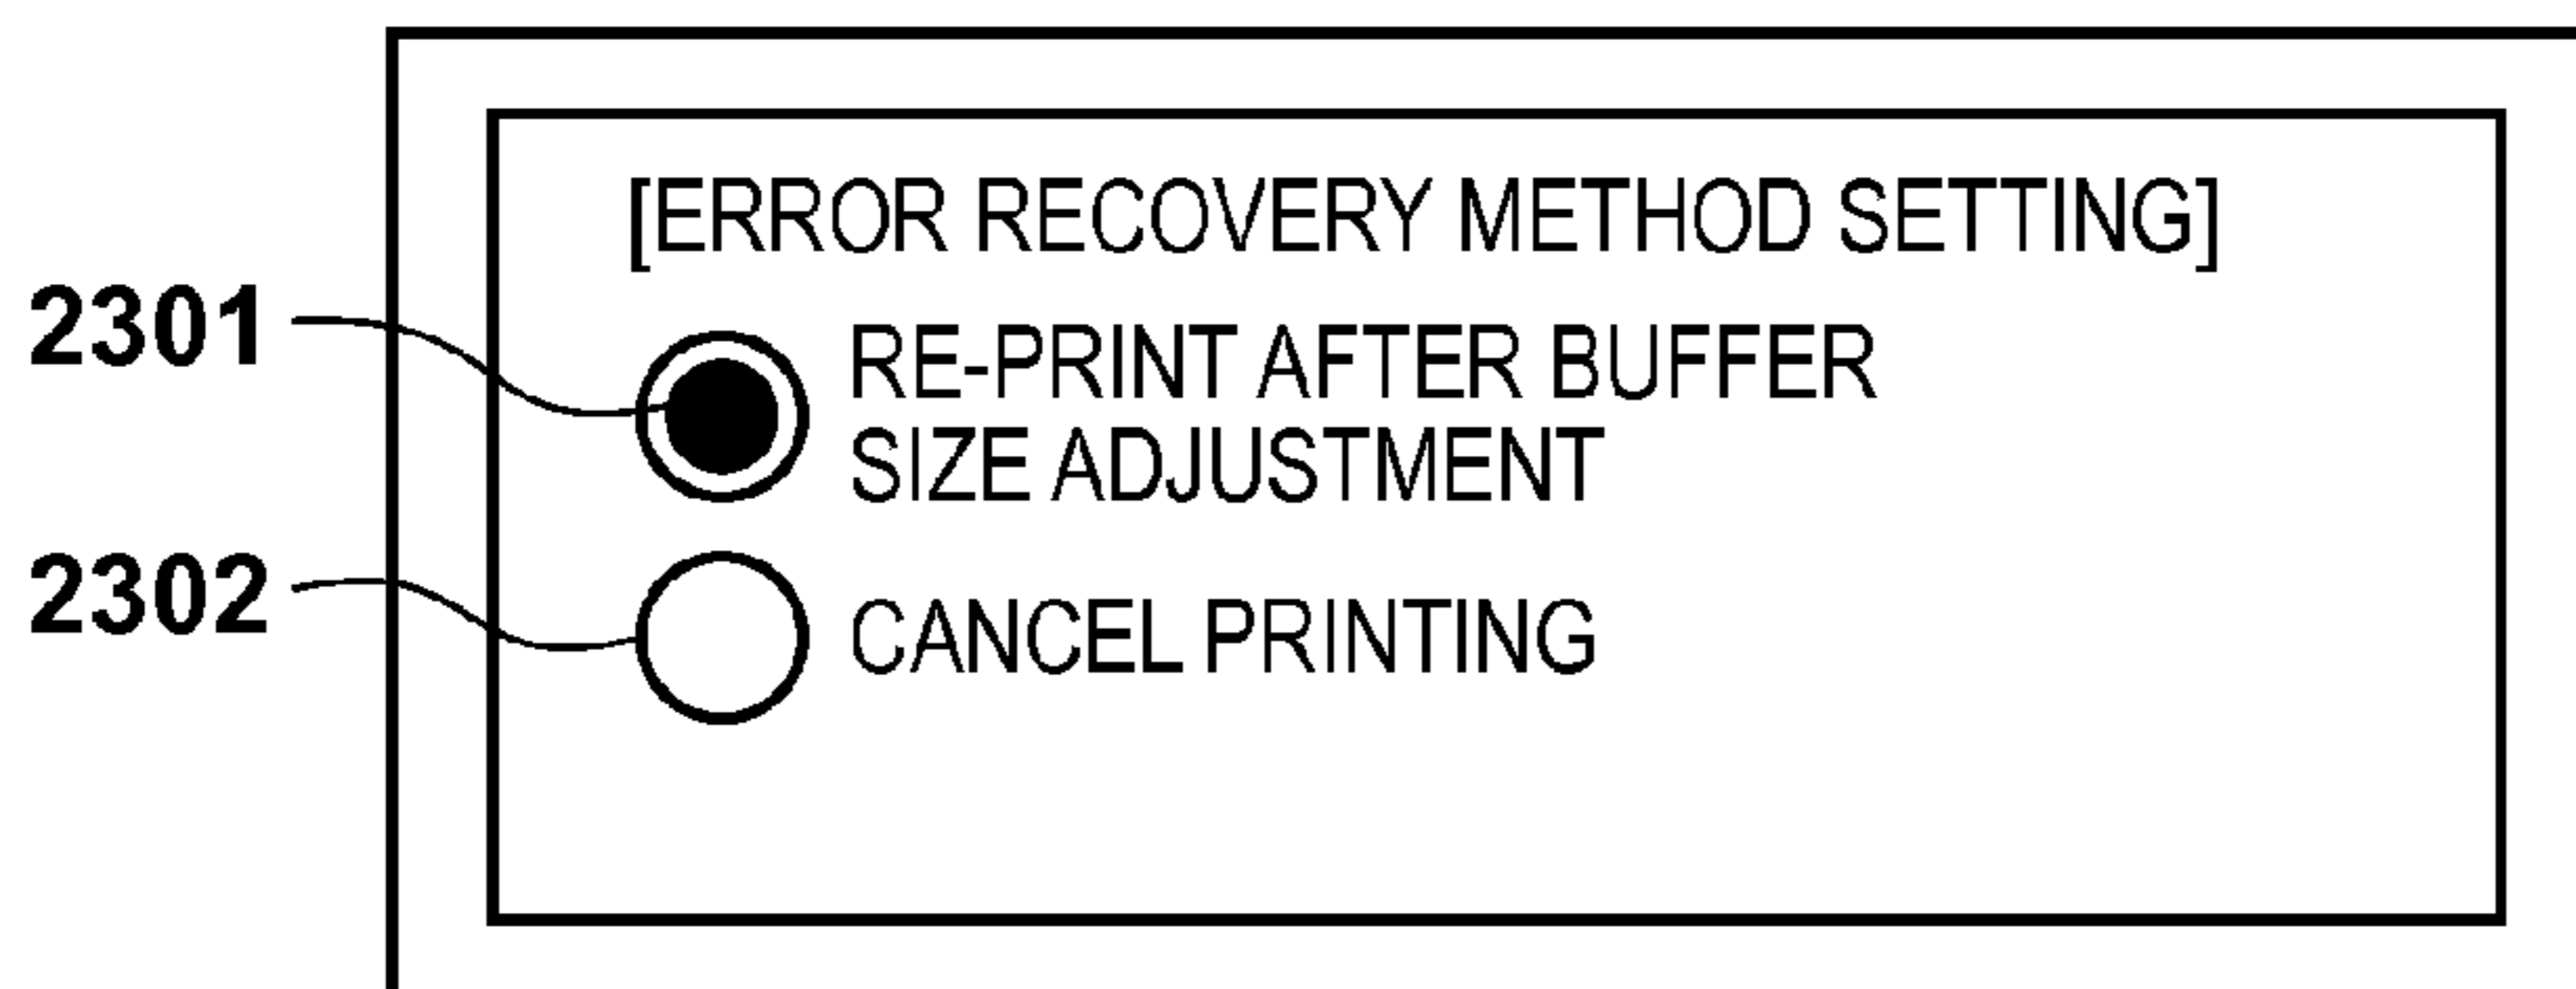 [ERROR RECOVERY METHOD SETTING]
2301
RE-PRINT AFTER BUFFER
SIZE ADJUSTMENT
2302
CANCEL PRINTING